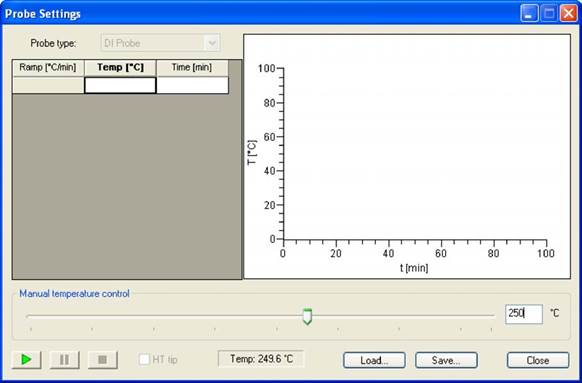 Probe Settings
Probe type: DI Probe
Ramp [°C/min] Temp [°C] Time [min]
T [°C]
100
80
60
40
20
0
0 20 40 60 80 100
t [min]
Manual temperature control
250 °C
HT tip Temp: 249.6 °C Load... Save... Close